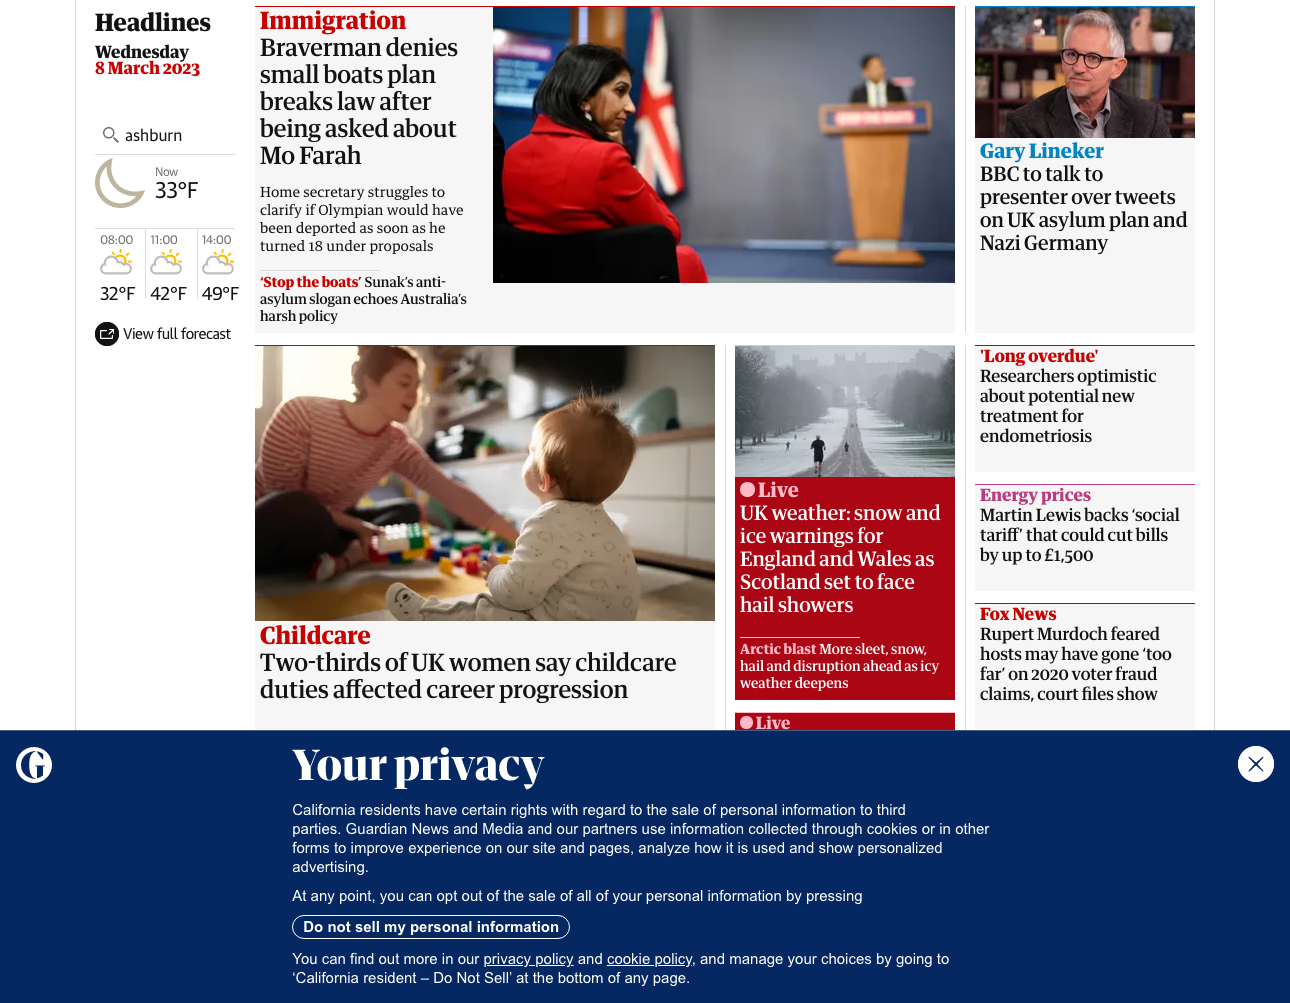 Headlines
Wednesday
8 March 2023
ashburn
Now
33°F
08:00
11:00
14:00
32°F
42°F
49°F
View full forecast
Immigration
Braverman denies
small boats plan
breaks law after
being asked about
Mo Farah
Home secretary struggles to
clarify if Olympian would have
been deported as soon as he
turned 18 under proposals
‘Stop the boats’ Sunak’s anti-
asylum slogan echoes Australia’s
harsh policy
Gary Lineker
BBC to talk to
presenter over tweets
on UK asylum plan and
Nazi Germany
Childcare
Two-thirds of UK women say childcare
duties affected career progression
Live
UK weather: snow and
ice warnings for
England and Wales as
Scotland set to face
hail showers
Arctic blast More sleet, snow,
hail and disruption ahead as icy
weather deepens
Live
'Long overdue'
Researchers optimistic
about potential new
treatment for
endometriosis
Energy prices
Martin Lewis backs ‘social
tariff’ that could cut bills
by up to £1,500
Fox News
Rupert Murdoch feared
hosts may have gone ‘too
far’ on 2020 voter fraud
claims, court files show
Your privacy
California residents have certain rights with regard to the sale of personal information to third
parties. Guardian News and Media and our partners use information collected through cookies or in other
forms to improve experience on our site and pages, analyze how it is used and show personalized
advertising.
At any point, you can opt out of the sale of all of your personal information by pressing
Do not sell my personal information
You can find out more in our privacy policy and cookie policy, and manage your choices by going to
‘California resident – Do Not Sell’ at the bottom of any page.